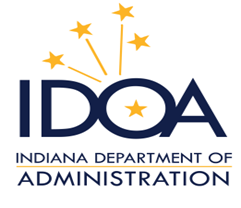 IDOA
INDIANA DEPARTMENT OF
ADMINISTRATION